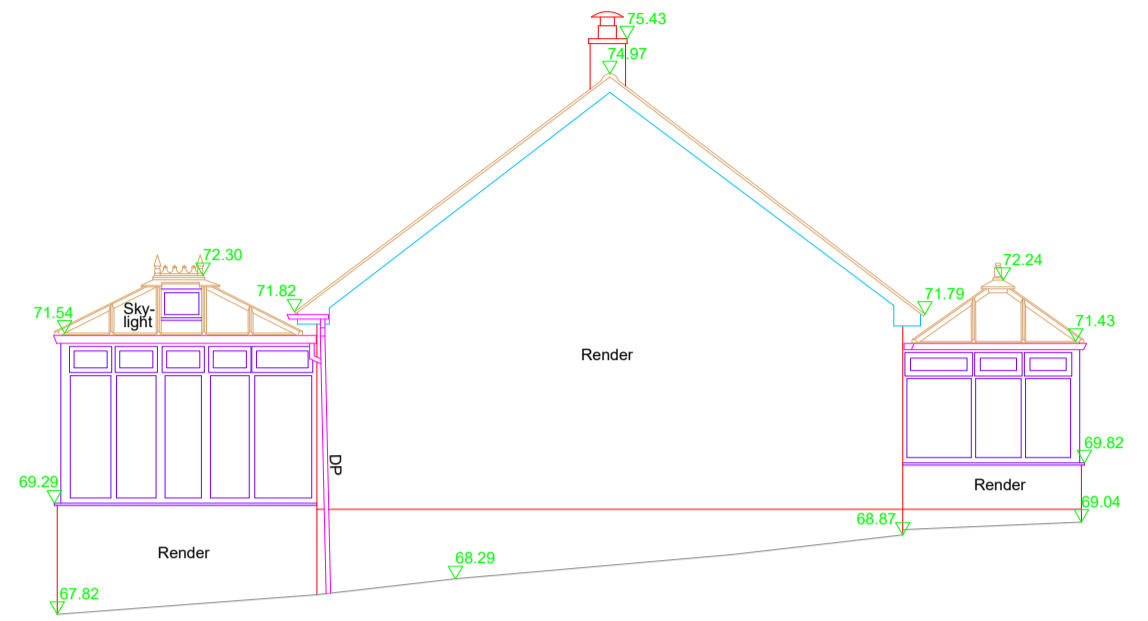 75.43
74.97
72.30
72.24
71.82
71.79
71.54
Sky-
light
71.43
Render
69.82
DP
69.29
Render
69.04
68.87
Render
68.29
67.82